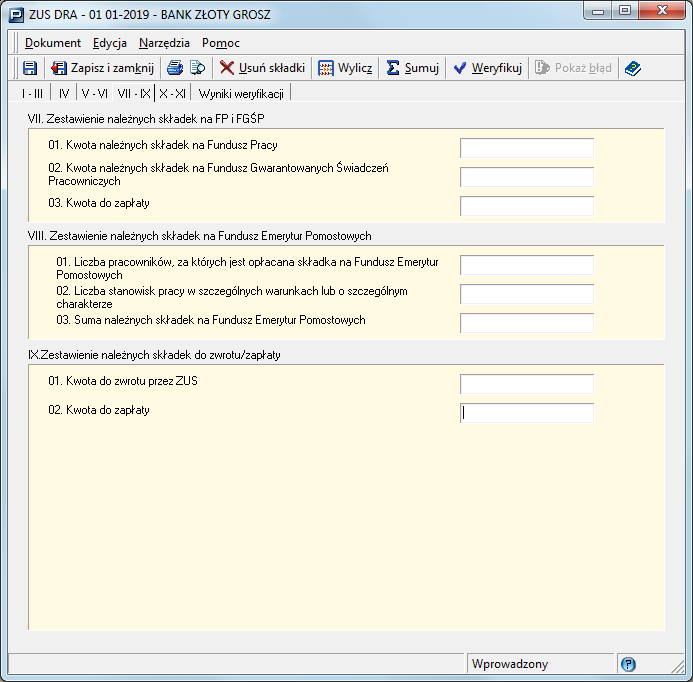 ZUS DRA - 01 01-2019 - BANK ZŁOTY GROSZ
Dokument Edycja Narzędzia Pomoc
Zapisz i zamknij Usuń składki Wylicz Sumuj Weryfikuj Pokaż błąd
I - III IV V - VI VII - IX X - XI Wyniki weryfikacji
VII. Zestawienie należnych składek na FP i FGŚP
01. Kwota należnych składek na Fundusz Pracy
02. Kwota należnych składek na Fundusz Gwarantowanych Świadczeń
Pracowniczych
03. Kwota do zapłaty
VIII. Zestawienie należnych składek na Fundusz Emerytur Pomostowych
01. Liczba pracowników, za których jest opłacana składka na Fundusz Emerytur
Pomostowych
02. Liczba stanowisk pracy w szczególnych warunkach lub o szczególnym
charakterze
03. Suma należnych składek na Fundusz Emerytur Pomostowych
IX.Zestawienie należnych składek do zwrotu/zapłaty
01. Kwota do zwrotu przez ZUS
02. Kwota do zapłaty
Wprowadzony